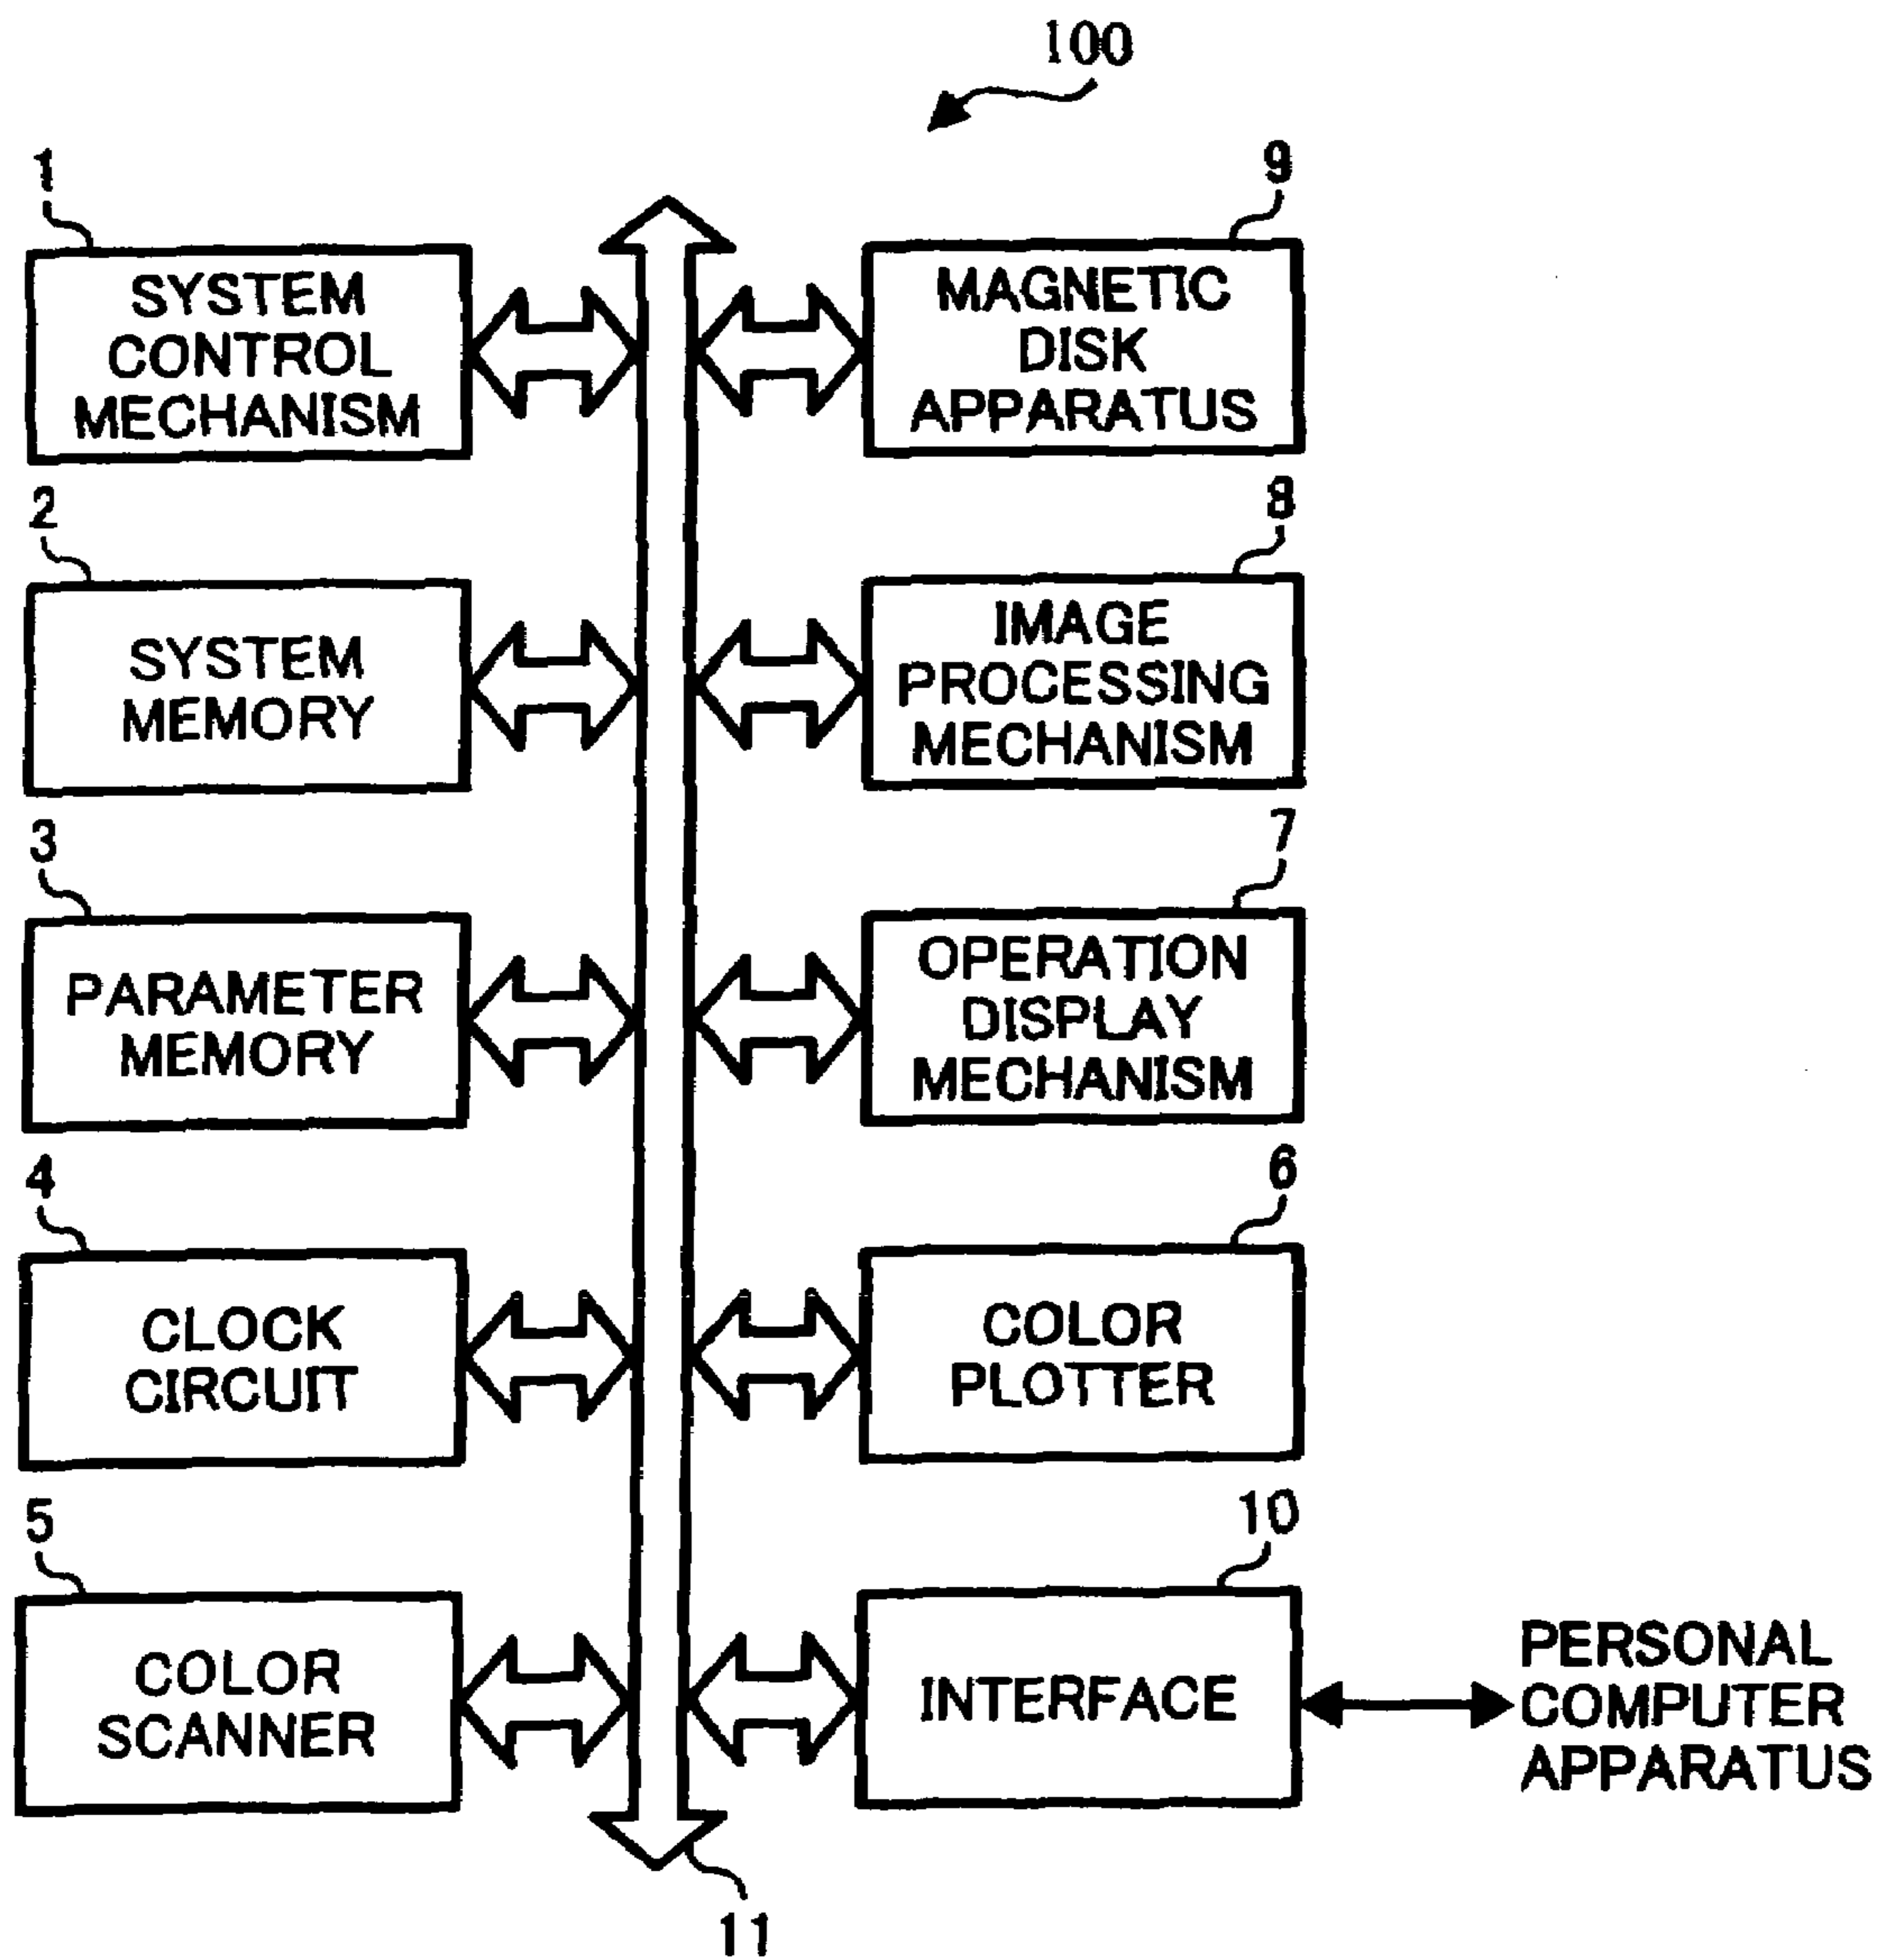 100
1
SYSTEM
CONTROL
MECHANISM
9
MAGNETIC
DISK
APPARATUS
2
SYSTEM
MEMORY
8
IMAGE
PROCESSING
MECHANISM
3
PARAMETER
MEMORY
7
OPERATION
DISPLAY
MECHANISM
4
CLOCK
CIRCUIT
6
COLOR
PLOTTER
5
COLOR
SCANNER
10
INTERFACE
PERSONAL
COMPUTER
APPARATUS
11